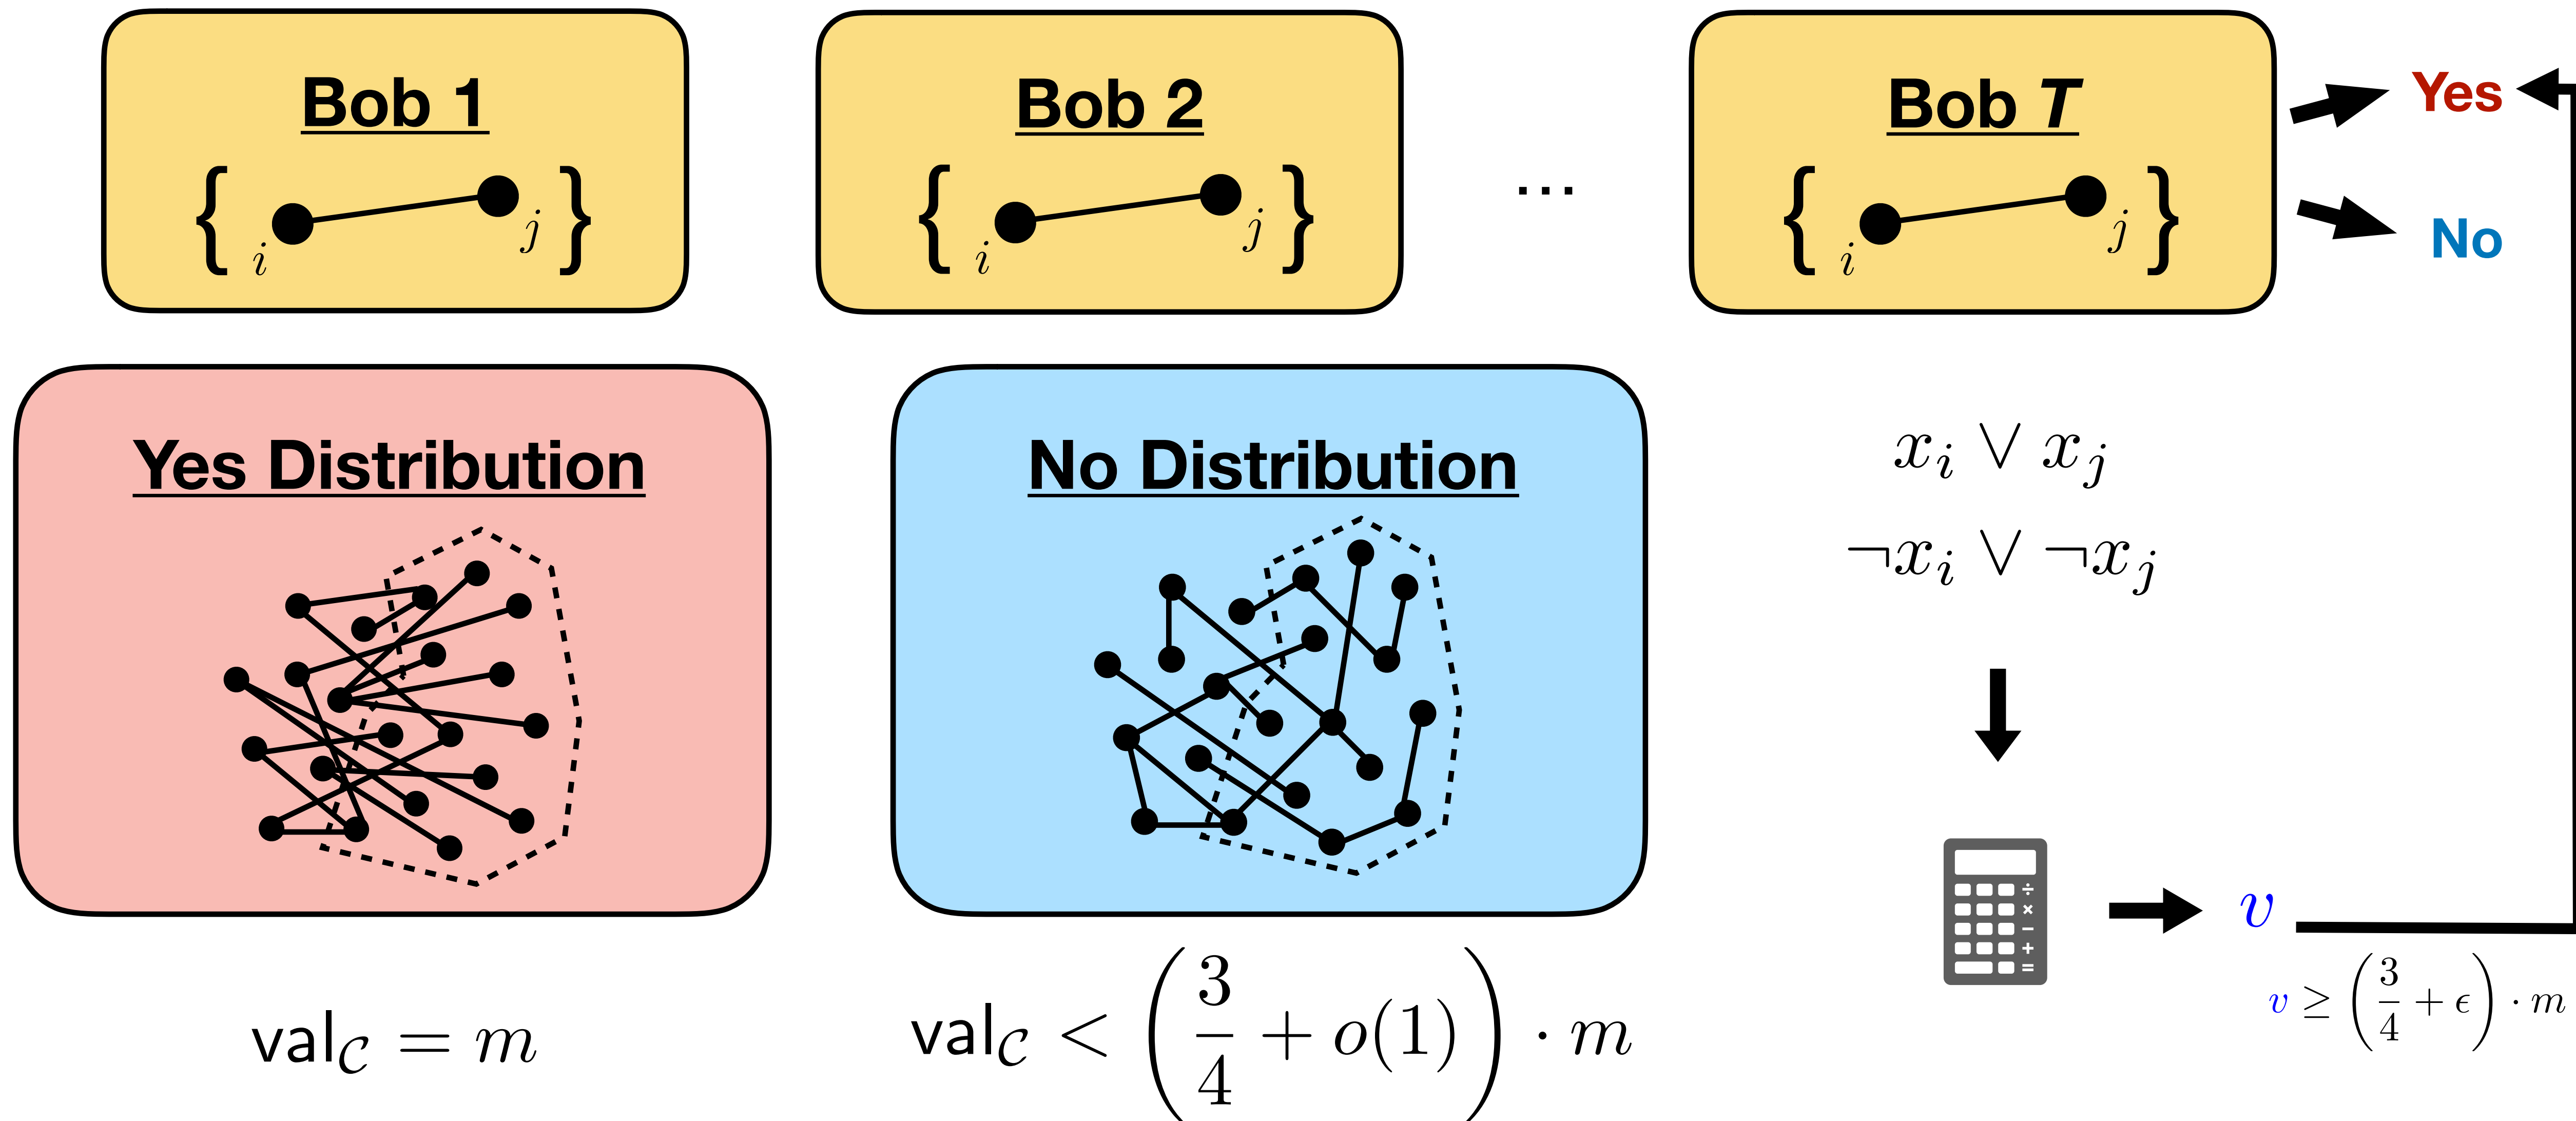 Bob 1
{ i j }
Bob 2
{ i j }
...
Bob T
{ i j }
Yes
No
Yes Distribution
val_𝒞 = m
No Distribution
val_𝒞 < (3/4 + o(1)) · m
x_i ∨ x_j
¬x_i ∨ ¬x_j
÷
×
−
+
=
v
v ≥ (3/4 + ϵ) · m